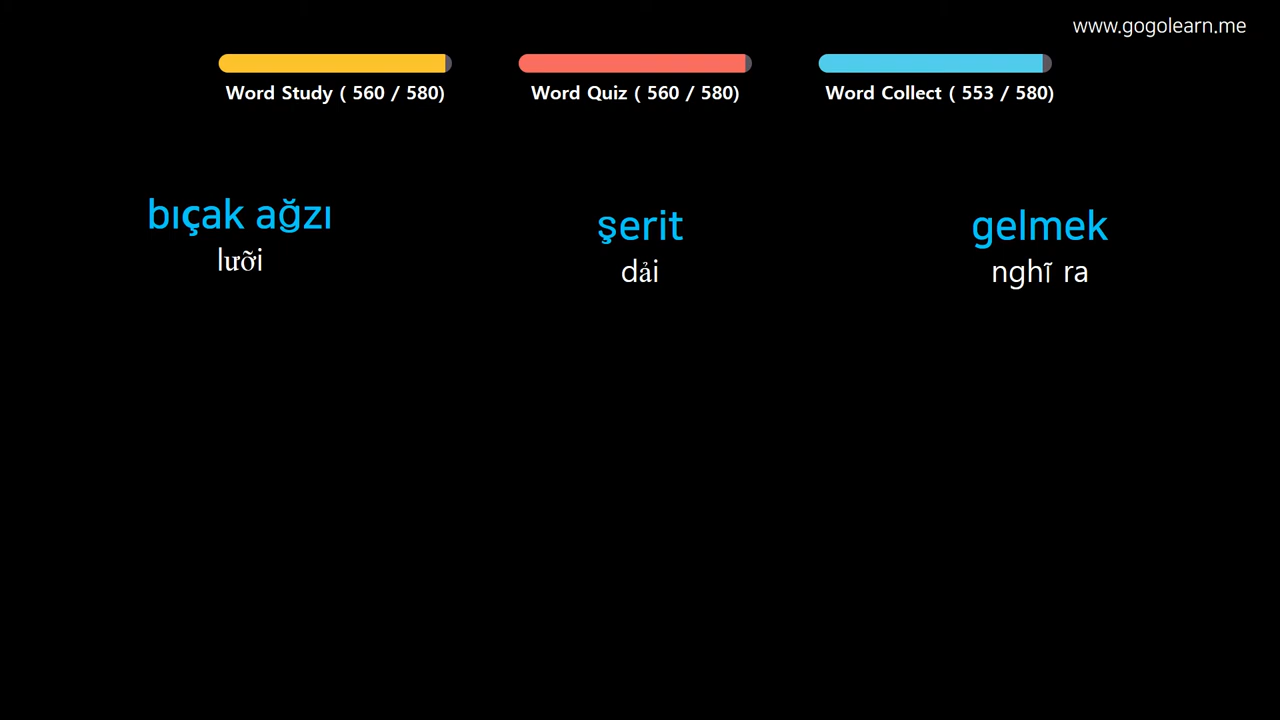 www.gogolearn.me
Word Study ( 560 / 580)
Word Quiz ( 560 / 580)
Word Collect ( 553 / 580)
bıçak ağzı
lưỡi
şerit
dải
gelmek
nghĩ ra